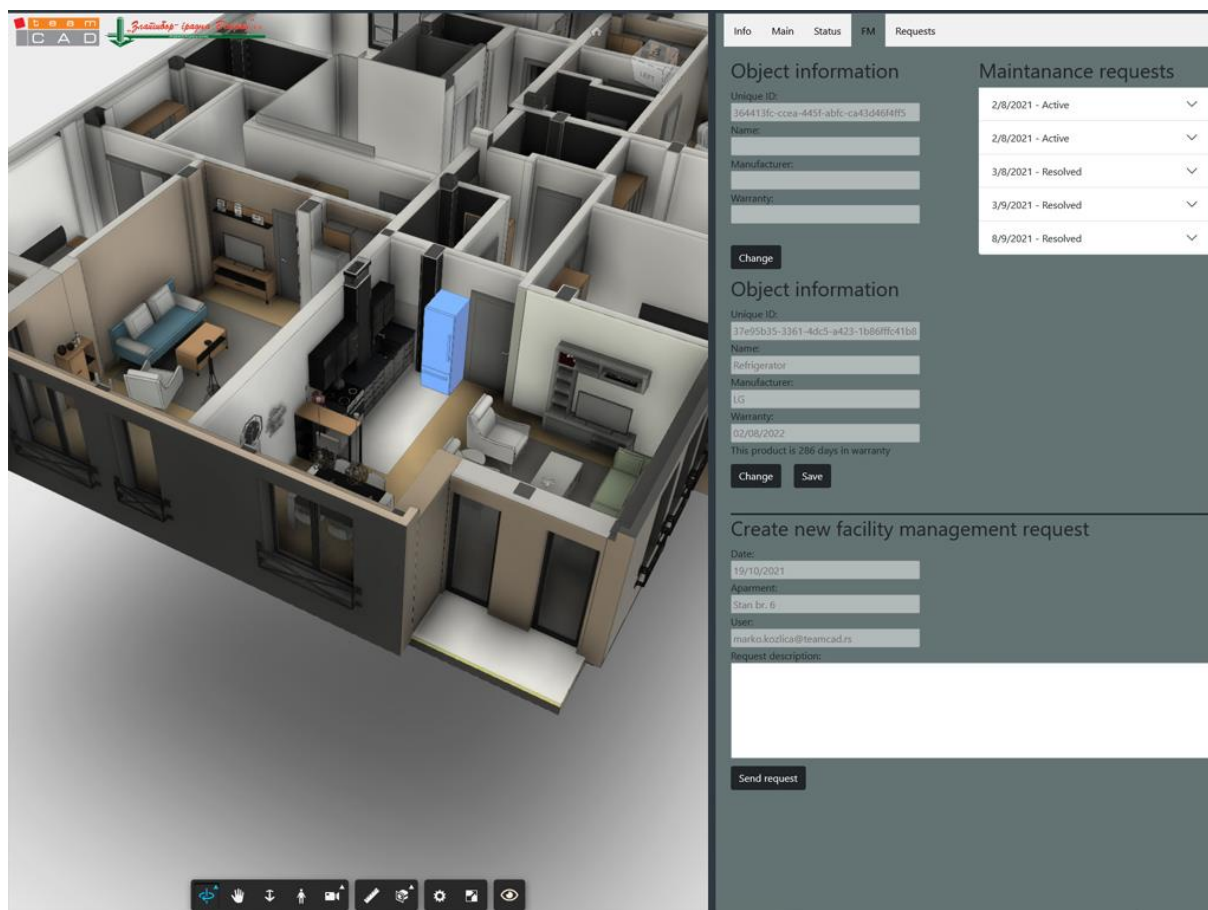 team
CAD
Златибор- градња Београд
LEFT
Info Main Status FM Requests
Object information
Unique ID:
364413fc-ccea-445f-abfc-ca43d46f4ff5
Name:
Manufacturer:
Warranty:
Change
Maintanance requests
2/8/2021 - Active
2/8/2021 - Active
3/8/2021 - Resolved
3/9/2021 - Resolved
8/9/2021 - Resolved
Object information
Unique ID:
37e95b35-3361-4dc5-a423-1b86fffc41b8
Name:
Refrigerator
Manufacturer:
LG
Warranty:
02/08/2022
This product is 286 days in warranty
Change Save
Create new facility management request
Date:
19/10/2021
Aparment:
Stan br. 6
User:
marko.kozlica@teamcad.rs
Request description:
Send request